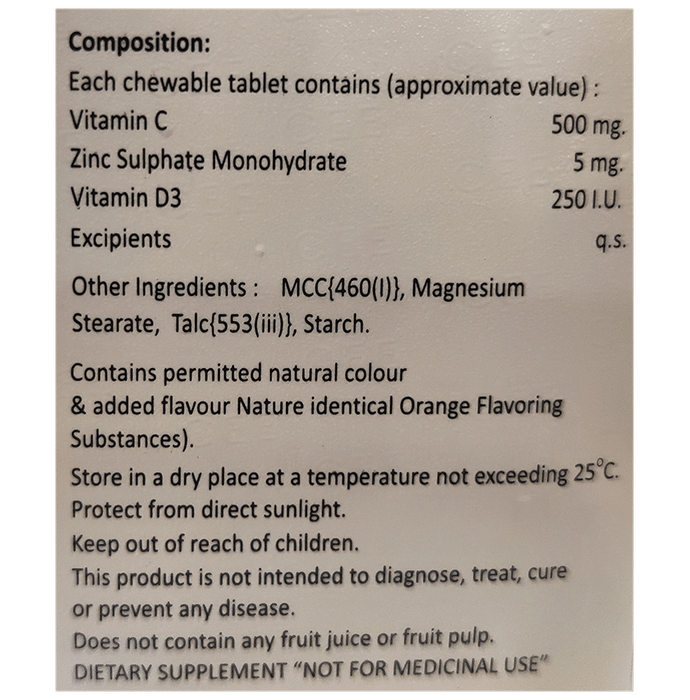 Composition:
Each chewable tablet contains (approximate value) :
Vitamin C 500 mg.
Zinc Sulphate Monohydrate 5 mg.
Vitamin D3 250 I.U.
Excipients q.s.
Other Ingredients : MCC{460(I)}, Magnesium
Stearate, Talc{553(iii)}, Starch.
Contains permitted natural colour
& added flavour Nature identical Orange Flavoring
Substances).
Store in a dry place at a temperature not exceeding 25°C.
Protect from direct sunlight.
Keep out of reach of children.
This product is not intended to diagnose, treat, cure
or prevent any disease.
Does not contain any fruit juice or fruit pulp.
DIETARY SUPPLEMENT “NOT FOR MEDICINAL USE”